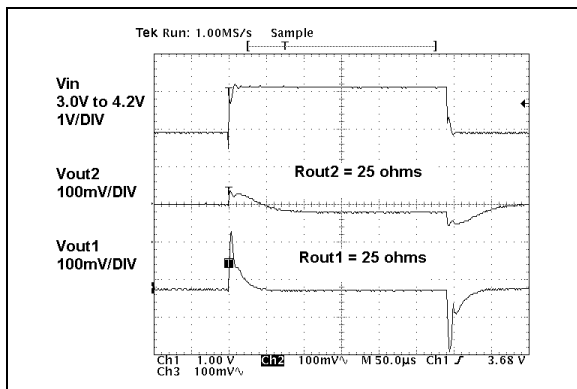 Tek Run: 1.00MS/s Sample
Vin
3.0V to 4.2V
1V/DIV
Vout2
100mV/DIV
Rout2 = 25 ohms
Vout1
100mV/DIV
Rout1 = 25 ohms
T
Ch1 1.00 V Ch2 100mV∿ M 50.0µs Ch1 ƒ 3.68 V
Ch3 100mV∿